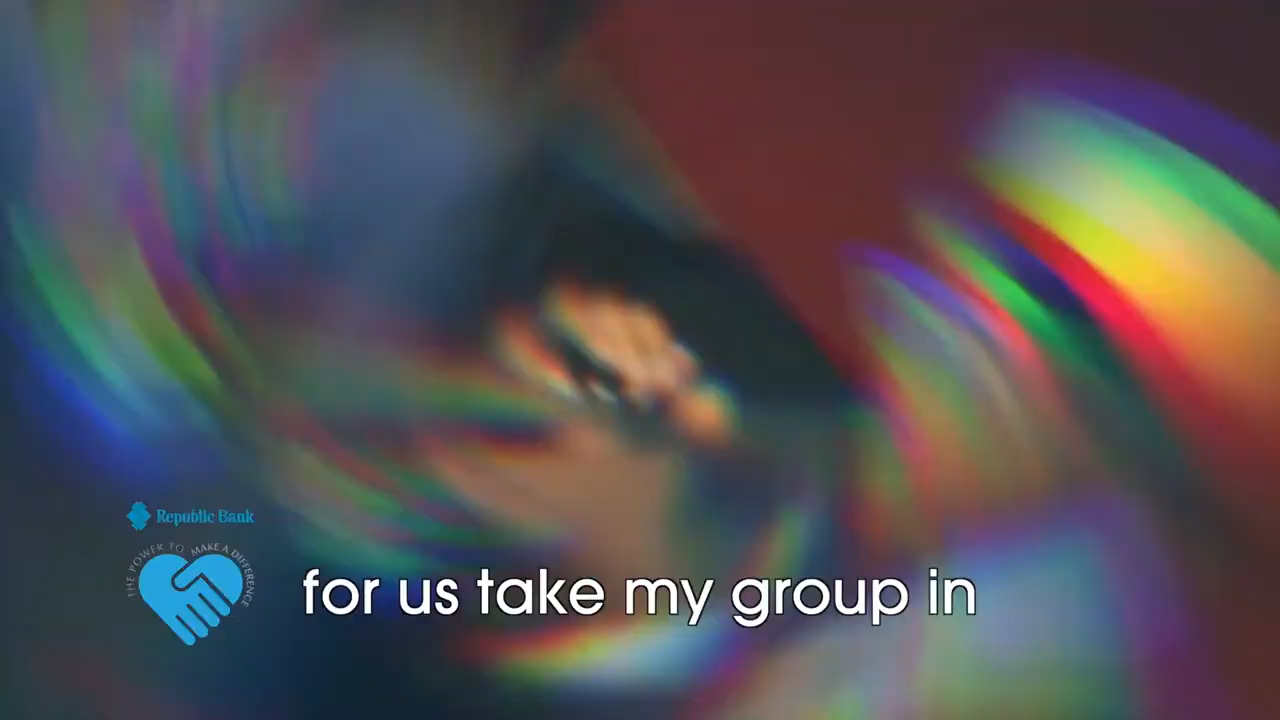 Republic Bank
THE POWER TO MAKE A DIFFERENCE
for us take my group in